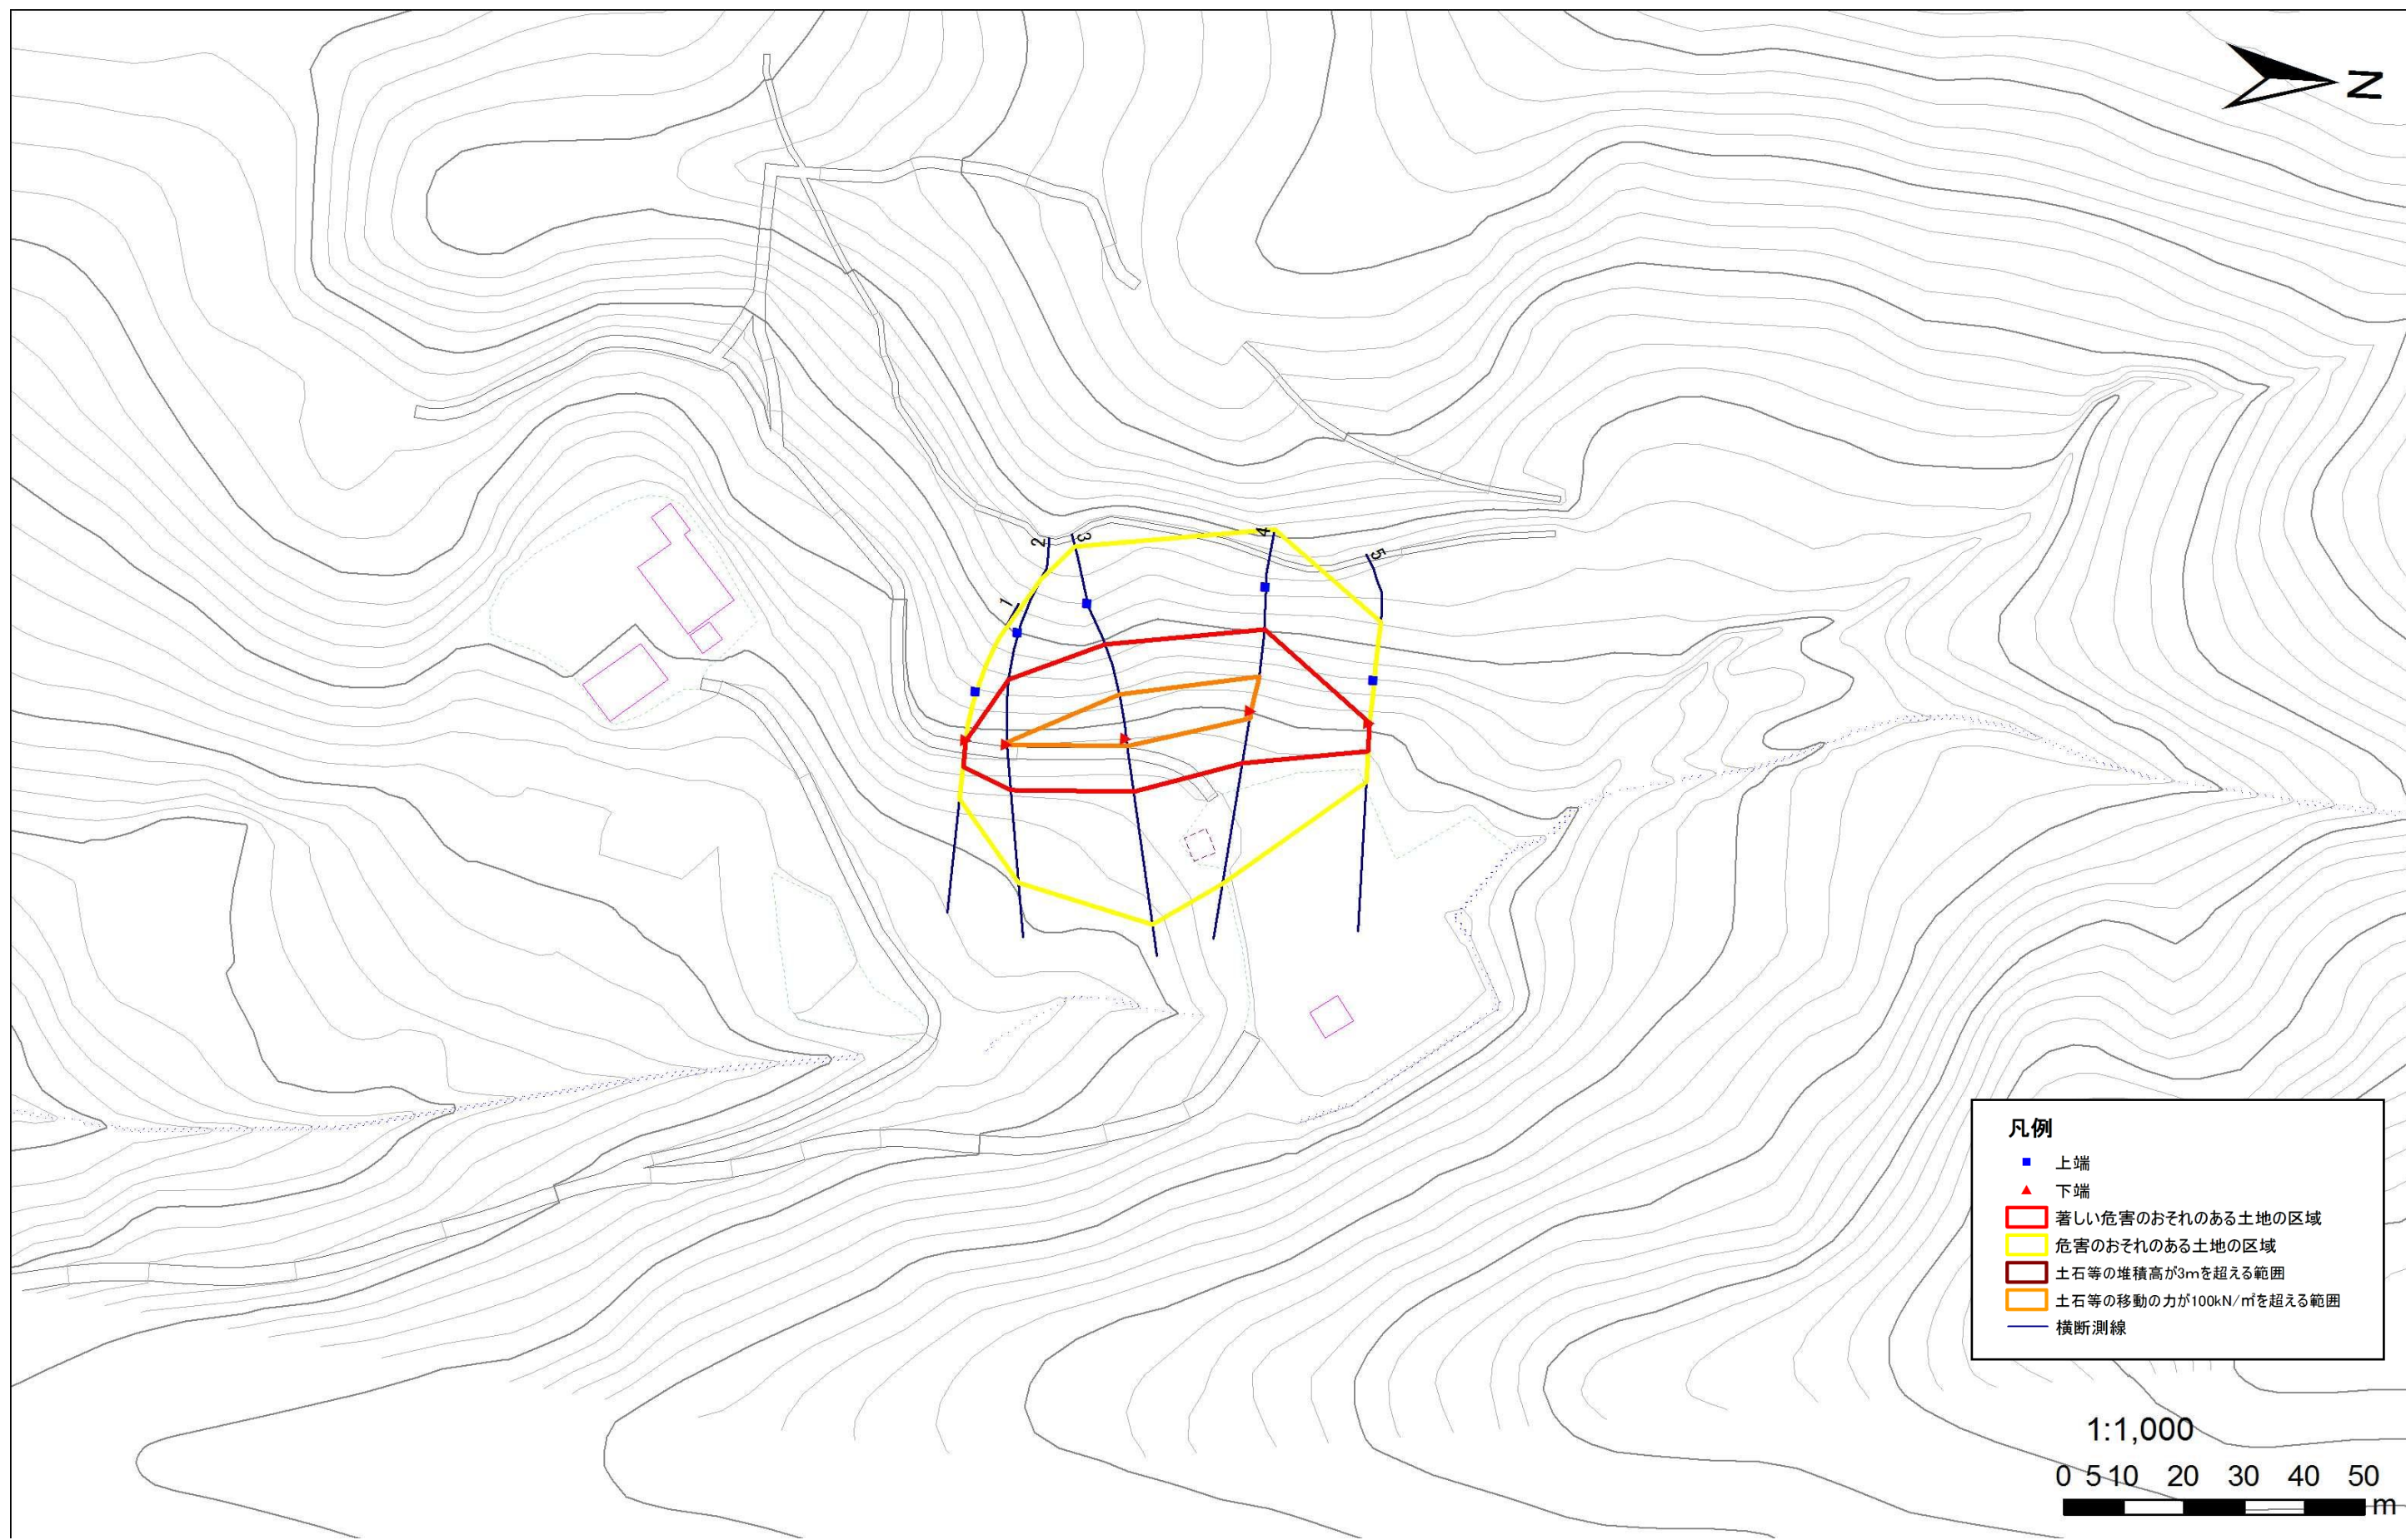 N
2
3
4
5
1
凡例
上端
下端
著しい危害のおそれのある土地の区域
危害のおそれのある土地の区域
土石等の堆積高が3mを超える範囲
土石等の移動の力が100kN/㎡を超える範囲
横断測線
1:1,000
0 5 10 20 30 40 50
m